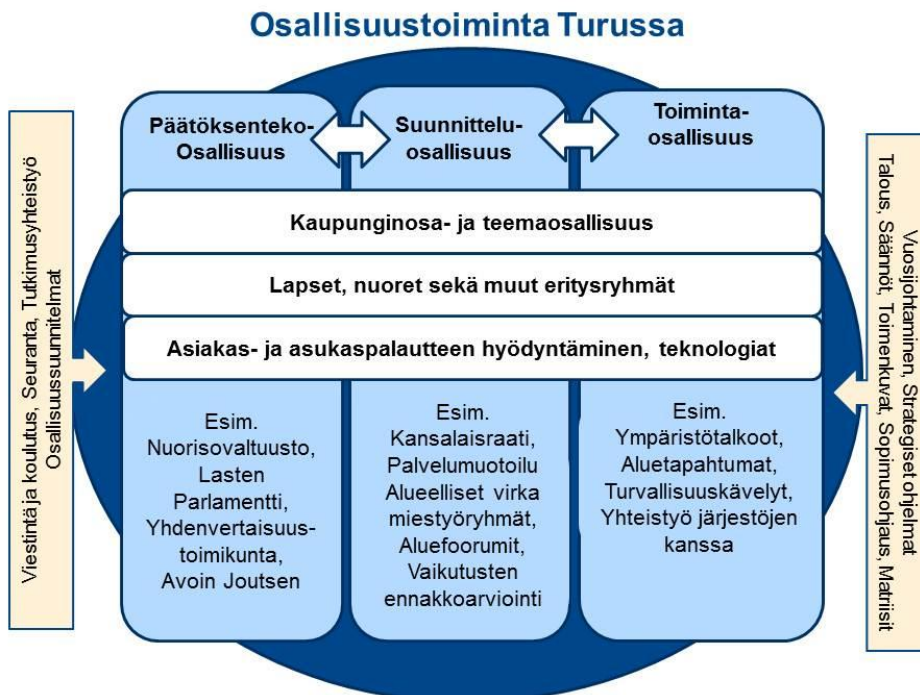 Osallisuustoiminta Turussa
Viestintä ja koulutus, Seuranta, Tutkimusyhteistyö
Osallisuussuunnitelmat
Päätöksenteko-
Osallisuus
Suunnittelu-
osallisuus
Toiminta-
osallisuus
Kaupunginosa- ja teemaosallisuus
Lapset, nuoret sekä muut eritysryhmät
Asiakas- ja asukaspalautteen hyödyntäminen, teknologiat
Esim.
Nuorisovaltuusto,
Lasten
Parlamentti,
Yhdenvertaisuus-
toimikunta,
Avoin Joutsen
Esim.
Kansalaisraati,
Palvelumuotoilu
Alueelliset virka
miestyöryhmät,
Aluefoorumit,
Vaikutusten
ennakkoarviointi
Esim.
Ympäristötalkoot,
Aluetapahtumat,
Turvallisuuskävelyt,
Yhteistyö järjestöjen
kanssa
Vuosijohtaminen, Strategiset ohjelmat
Talous, Säännöt, Toimenkuvat, Sopimusohjaus, Matriisit